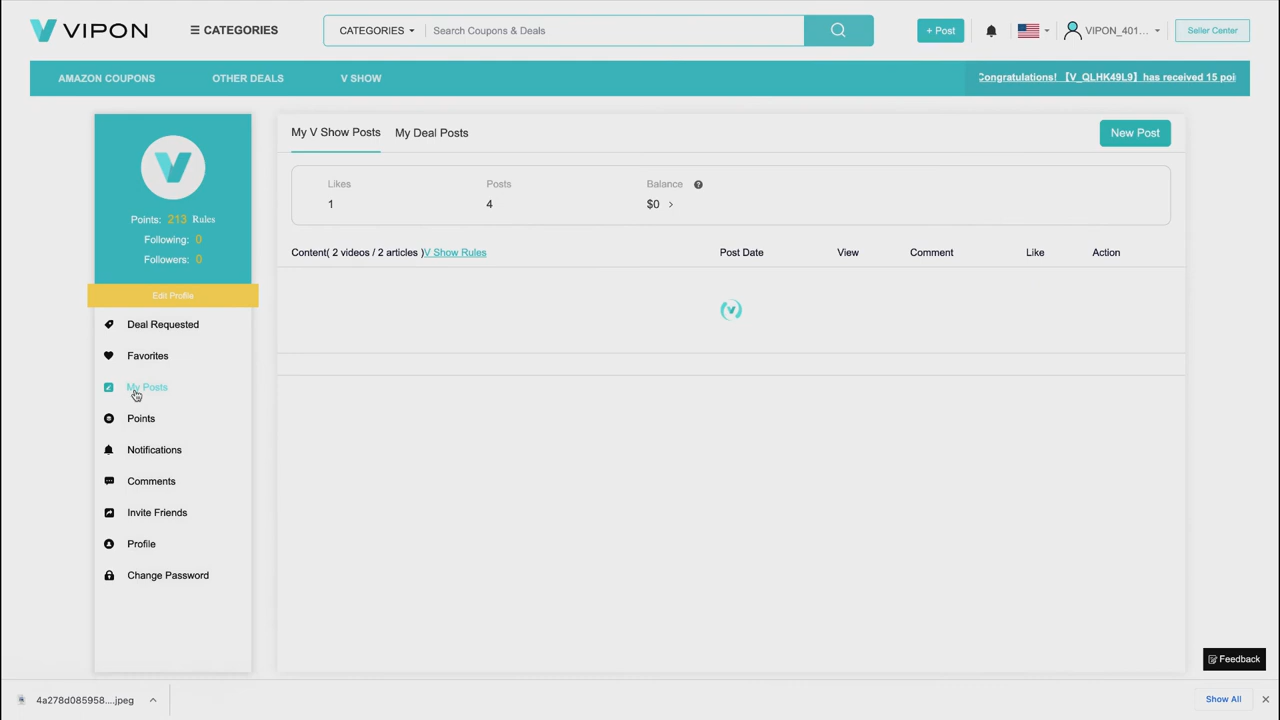 VIPON
CATEGORIES
CATEGORIES
Search Coupons & Deals
+ Post
VIPON_401...
Seller Center
AMAZON COUPONS
OTHER DEALS
V SHOW
Congratulations! 【V_QLHK49L9】has received 15 poi
Points: 213 Rules
Following: 0
Followers: 0
Edit Profile
Deal Requested
Favorites
My Posts
Points
Notifications
Comments
Invite Friends
Profile
Change Password
My V Show Posts
My Deal Posts
New Post
Likes
Posts
Balance
1
4
$0
Content( 2 videos / 2 articles )V Show Rules
Post Date
View
Comment
Like
Action
Feedback
4a278d085958....jpeg
Show All